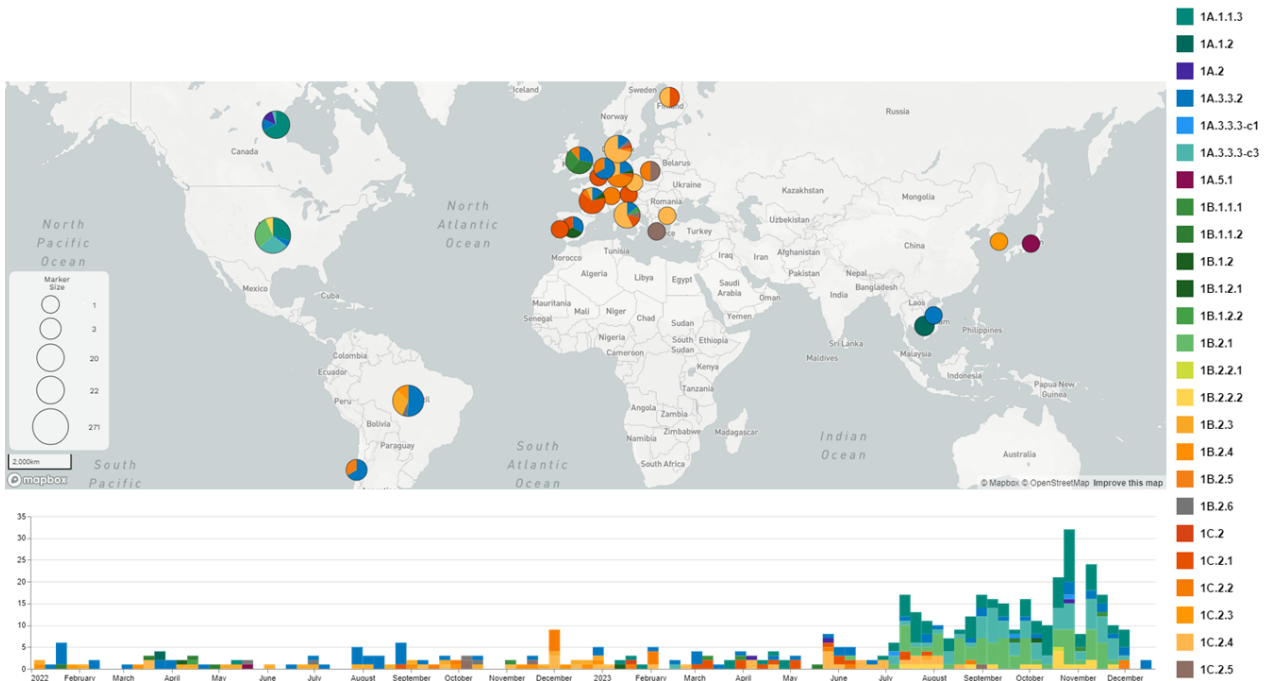 1A.1.1.3
1A.1.2
1A.2
1A.3.3.2
1A.3.3.3-c1
1A.3.3.3-c3
1A.5.1
1B.1.1.1
1B.1.1.2
1B.1.2
1B.1.2.1
1B.1.2.2
1B.2.1
1B.2.2.1
1B.2.2.2
1B.2.3
1B.2.4
1B.2.5
1B.2.6
1C.2
1C.2.1
1C.2.2
1C.2.3
1C.2.4
1C.2.5
Iceland
Sweden
Norway
Russia
Canada
Belarus
Ukraine
Kazakhstan
Mongolia
Romania
Uzbekistan
North
Pacific
Ocean
North
Atlantic
Ocean
Turkey
China
Tunisia
Morocco
Iraq
Iran
Afghanistan
Pakistan
Nepal
Algeria
Libya
Egypt
Saudi
Arabia
Bangladesh
Mexico
Cuba
Oman
India
Laos
Mauritania
Mali
Niger
Chad
Sudan
Yemen
Senegal
Philippines
Nigeria
South
Sudan
Ethiopia
Cameroon
Sri Lanka
Maldives
Malaysia
Colombia
Ecuador
Kenya
Indonesia
Tanzania
Papua New
Guinea
Peru
Angola
Zambia
Bolivia
Zimbabwe
Madagascar
Namibia
Paraguay
South Africa
Australia
Indian
Ocean
South
Atlantic
Ocean
South
Pacific
Marker
Size
1
3
20
22
271
2,000km
mapbox
© Mapbox © OpenStreetMap Improve this map
35
30
25
20
15
10
5
0
2022 February March April May June July August September October November December 2023 February March April May June July August September October November December